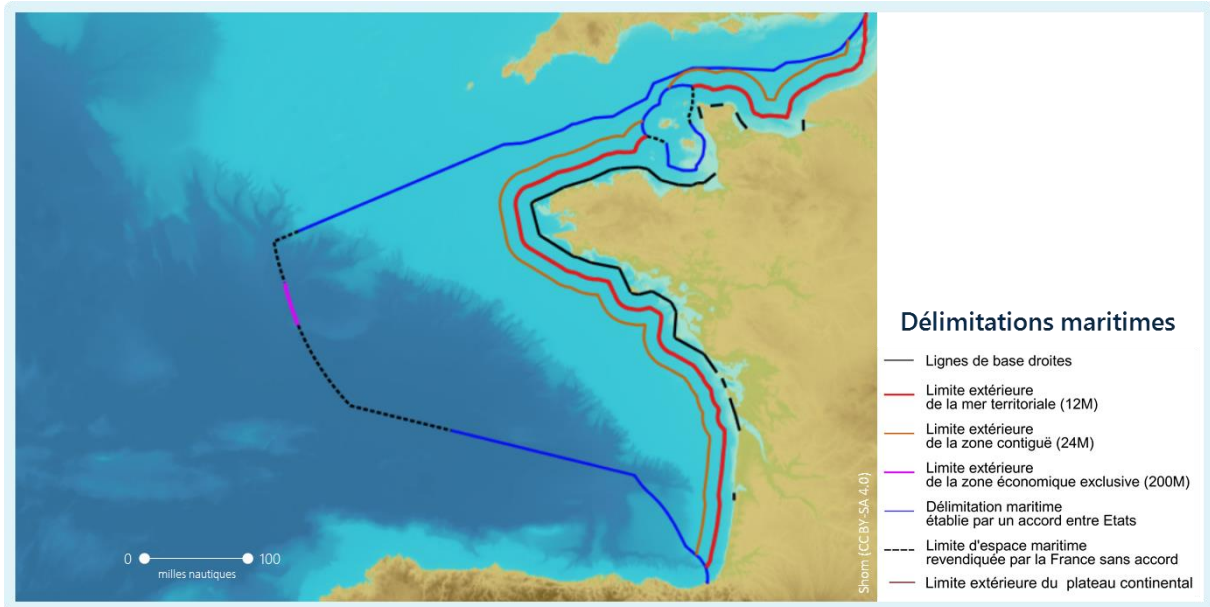 Délimitations maritimes
Lignes de base droites
Limite extérieure
de la mer territoriale (12M)
Limite extérieure
de la zone contiguë (24M)
Limite extérieure
de la zone économique exclusive (200M)
Délimitation maritime
établie par un accord entre Etats
Limite d'espace maritime
revendiquée par la France sans accord
Limite extérieure du plateau continental
0 100
milles nautiques
Shom (CC BY-SA 4.0)